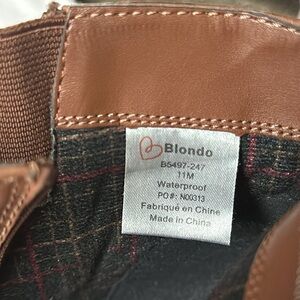 Blondo
B5497-247
11M
Waterproof
PO#: N00313
Fabriqué en Chine
Made in China